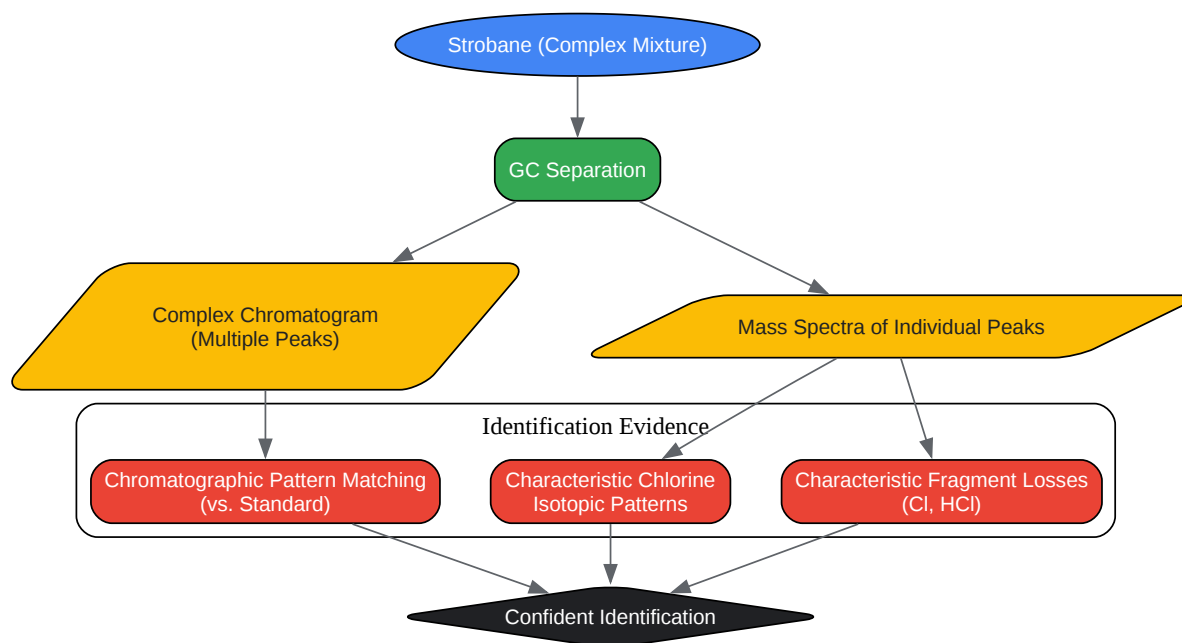 Strobane (Complex Mixture)
GC Separation
Complex Chromatogram
(Multiple Peaks)
Mass Spectra of Individual Peaks
Identification Evidence
Chromatographic Pattern Matching
(vs. Standard)
Characteristic Chlorine
Isotopic Patterns
Characteristic Fragment Losses
(Cl, HCl)
Confident Identification